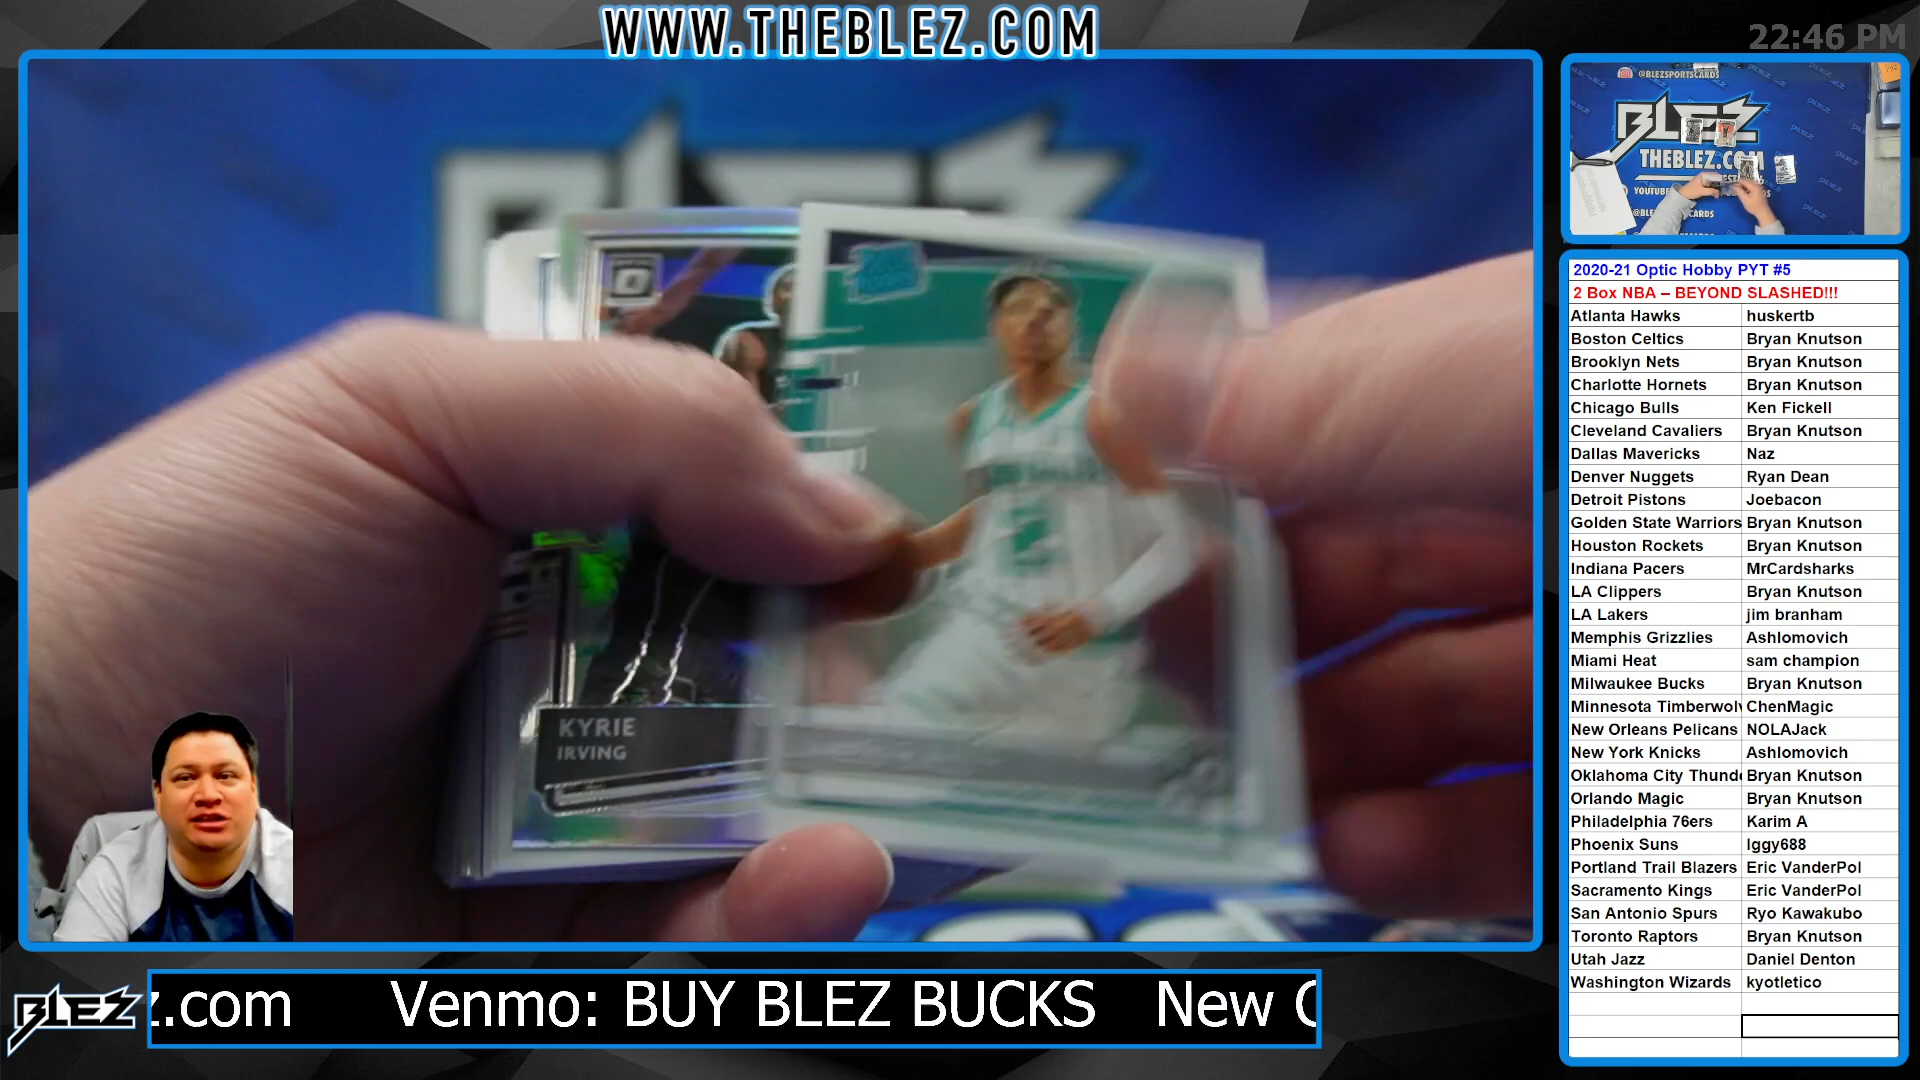 WWW.THEBLEZ.COM
22:46 PM
BLEZ
KYRIE
IRVING
@BLEZSPORTSCARDS
BLEZ
THEBLEZ.COM
2020-21 Optic Hobby PYT #5
2 Box NBA – BEYOND SLASHED!!!
Atlanta Hawks huskertb
Boston Celtics Bryan Knutson
Brooklyn Nets Bryan Knutson
Charlotte Hornets Bryan Knutson
Chicago Bulls Ken Fickell
Cleveland Cavaliers Bryan Knutson
Dallas Mavericks Naz
Denver Nuggets Ryan Dean
Detroit Pistons Joebacon
Golden State Warriors Bryan Knutson
Houston Rockets Bryan Knutson
Indiana Pacers MrCardsharks
LA Clippers Bryan Knutson
LA Lakers jim branham
Memphis Grizzlies Ashlomovich
Miami Heat sam champion
Milwaukee Bucks Bryan Knutson
Minnesota Timberwolv ChenMagic
New Orleans Pelicans NOLAJack
New York Knicks Ashlomovich
Oklahoma City Thunde Bryan Knutson
Orlando Magic Bryan Knutson
Philadelphia 76ers Karim A
Phoenix Suns Iggy688
Portland Trail Blazers Eric VanderPol
Sacramento Kings Eric VanderPol
San Antonio Spurs Ryo Kawakubo
Toronto Raptors Bryan Knutson
Utah Jazz Daniel Denton
Washington Wizards kyotletico
BLEZ
z.com Venmo: BUY BLEZ BUCKS New